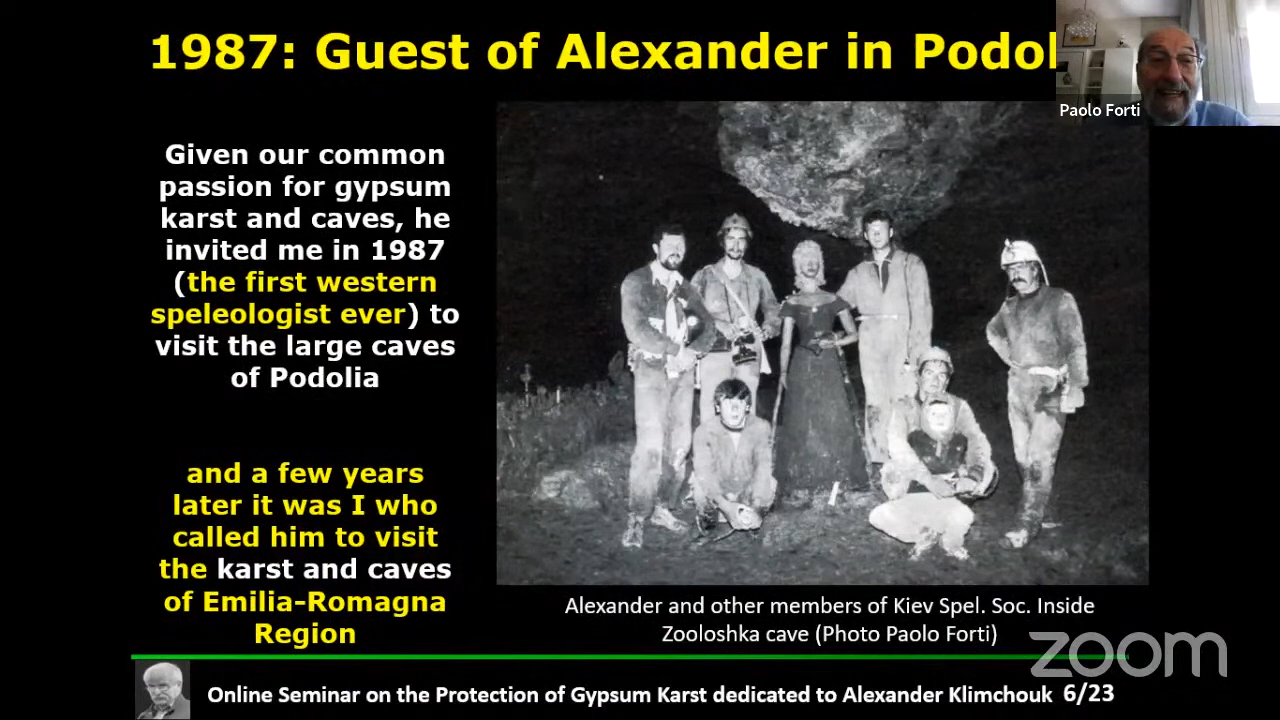 1987: Guest of Alexander in Podol
Paolo Forti
Given our common
passion for gypsum
karst and caves, he
invited me in 1987
(the first western
speleologist ever) to
visit the large caves
of Podolia
and a few years
later it was I who
called him to visit
the karst and caves
of Emilia-Romagna
Region
Alexander and other members of Kiev Spel. Soc. Inside
Zooloshka cave (Photo Paolo Forti)
zoom
Online Seminar on the Protection of Gypsum Karst dedicated to Alexander Klimchouk 6/23